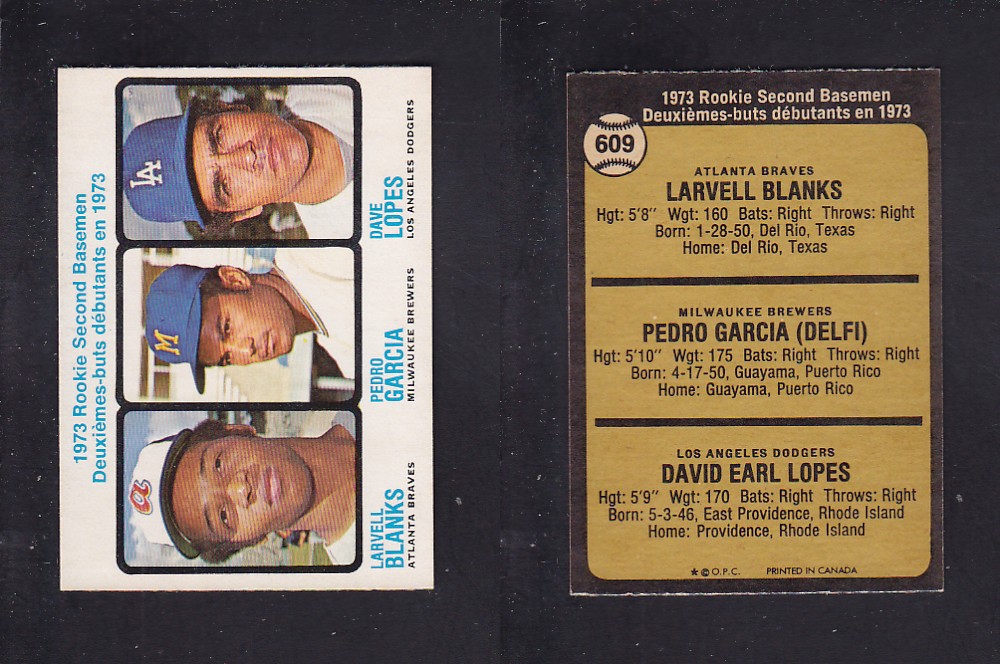 1973 Rookie Second Basemen
Deuxièmes-buts débutants en 1973
LA
M
a
LARVELL
BLANKS
ATLANTA BRAVES
PEDRO
GARCIA
MILWAUKEE BREWERS
DAVE
LOPES
LOS ANGELES DODGERS
1973 Rookie Second Basemen
Deuxièmes-buts débutants en 1973
609
ATLANTA BRAVES
LARVELL BLANKS
Hgt: 5'8" Wgt: 160 Bats: Right Throws: Right
Born: 1-28-50, Del Rio, Texas
Home: Del Rio, Texas
MILWAUKEE BREWERS
PEDRO GARCIA (DELFI)
Hgt: 5'10" Wgt: 175 Bats: Right Throws: Right
Born: 4-17-50, Guayama, Puerto Rico
Home: Guayama, Puerto Rico
LOS ANGELES DODGERS
DAVID EARL LOPES
Hgt: 5'9" Wgt: 170 Bats: Right Throws: Right
Born: 5-3-46, East Providence, Rhode Island
Home: Providence, Rhode Island
★ © O.P.C. PRINTED IN CANADA